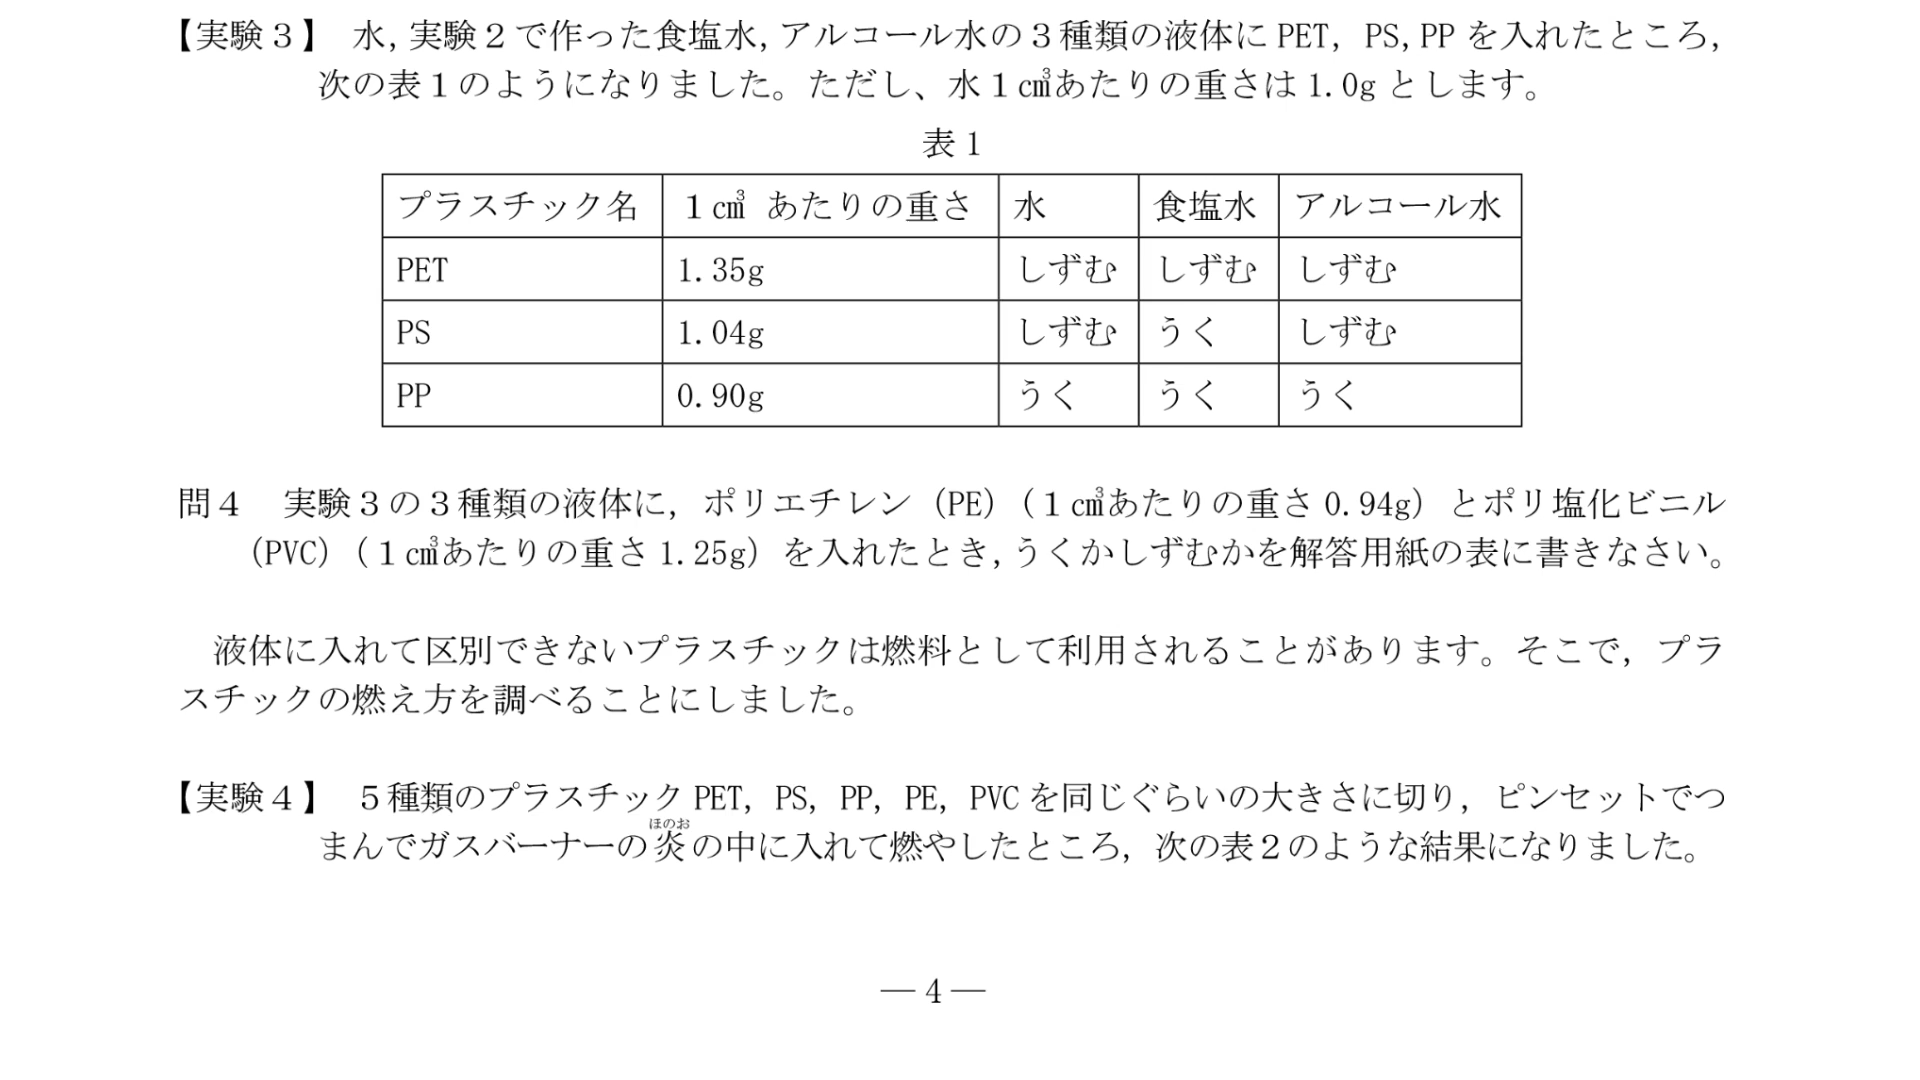 【実験３】　水, 実験２で作った食塩水, アルコール水の３種類の液体に PET, PS, PP を入れたところ,
次の表１のようになりました。ただし、水１㎤あたりの重さは 1.0g とします。
表１
プラスチック名　１㎤ あたりの重さ　水　食塩水　アルコール水
PET　1.35g　しずむ　しずむ　しずむ
PS　1.04g　しずむ　うく　しずむ
PP　0.90g　うく　うく　うく
問４　実験３の３種類の液体に, ポリエチレン (PE) (１㎤あたりの重さ 0.94g) とポリ塩化ビニル
(PVC) (１㎤あたりの重さ 1.25g) を入れたとき, うくかしずむかを解答用紙の表に書きなさい。
液体に入れて区別できないプラスチックは燃料として利用されることがあります。そこで, プラ
スチックの燃え方を調べることにしました。
【実験４】　５種類のプラスチック PET, PS, PP, PE, PVC を同じぐらいの大きさに切り, ピンセットでつ
ほのお
まんでガスバーナーの炎の中に入れて燃やしたところ, 次の表２のような結果になりました。
― 4 ―